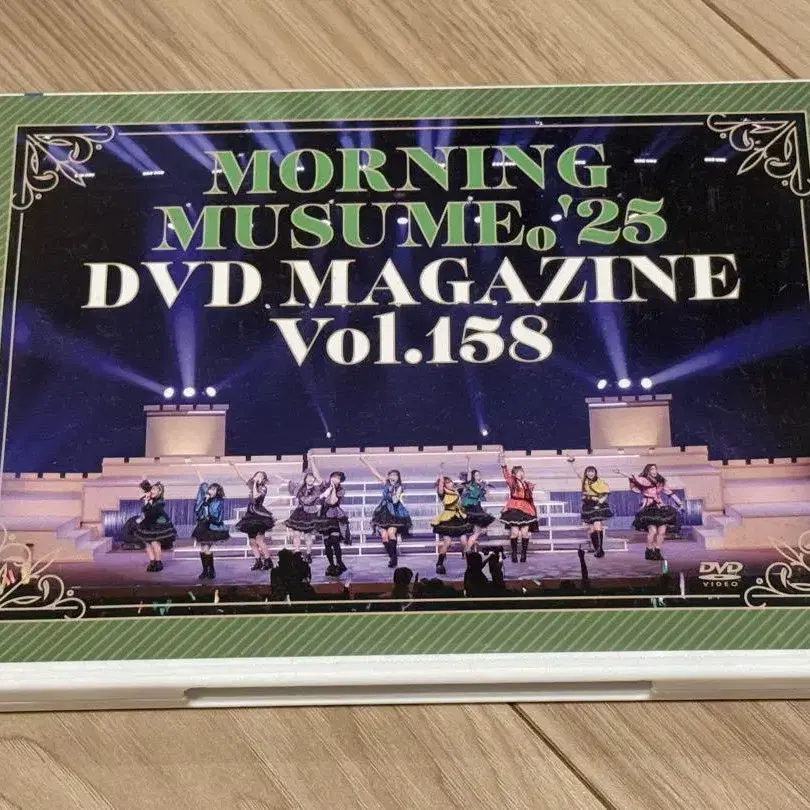 MORNING
MUSUME。'25
DVD MAGAZINE
Vol.158
DVD
VIDEO